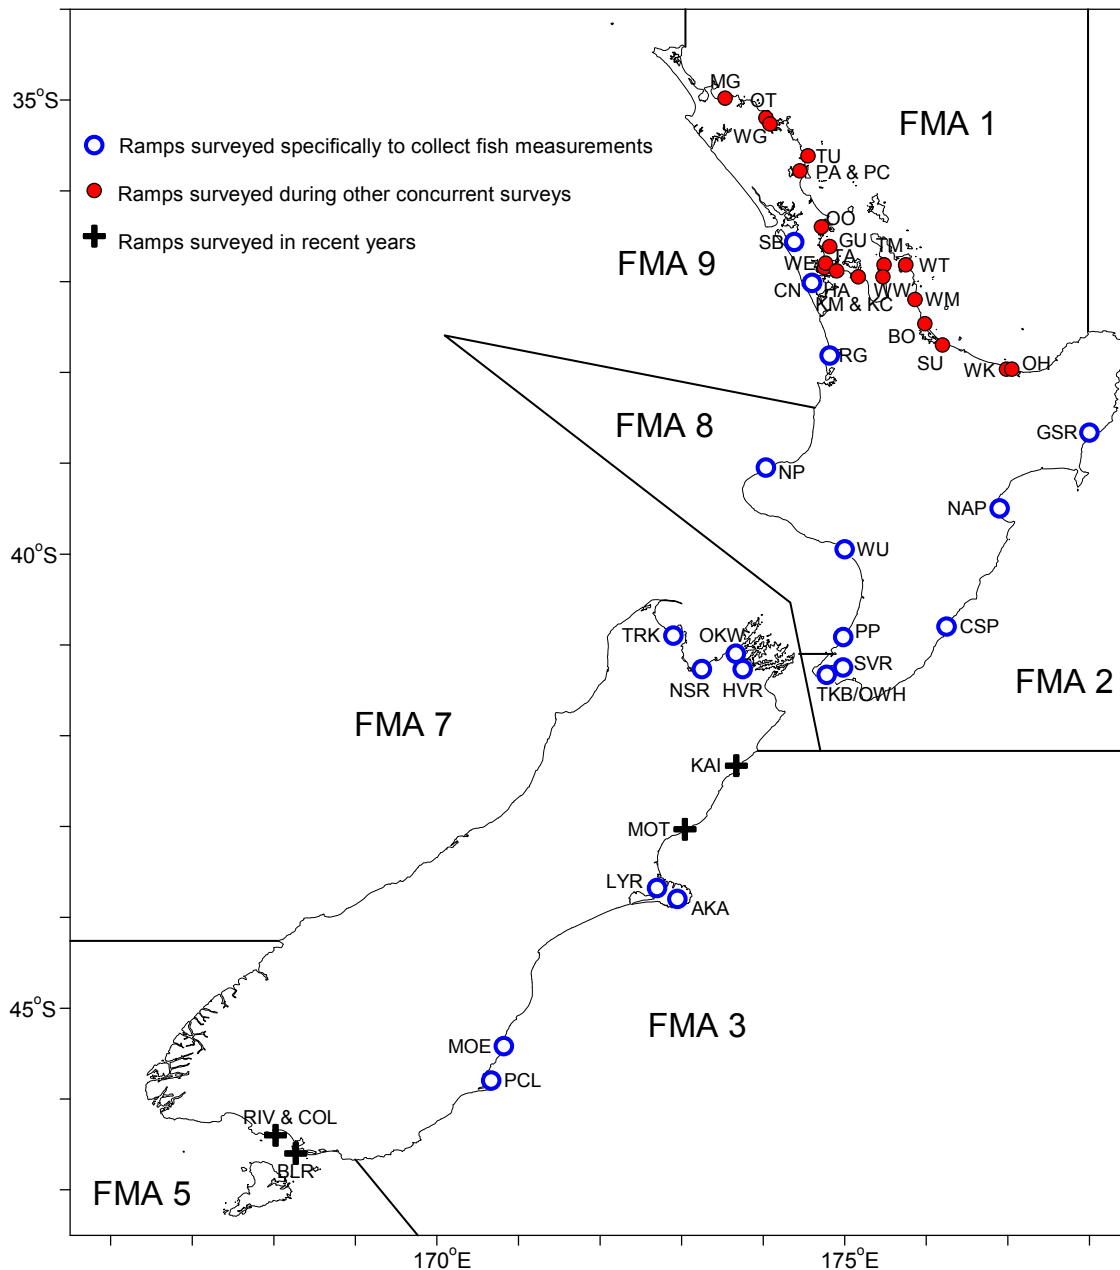 MG
OT
35°S
WG
FMA 1
Ramps surveyed specifically to collect fish measurements
TU
PA & PC
Ramps surveyed during other concurrent surveys
OO
Ramps surveyed in recent years
SB
GU
TM
FMA 9
WE
TA
WT
CN
HA
WW
WM
KM & KC
BO
RG
SU
WK
OH
FMA 8
GSR
NP
NAP
40°S
WU
TRK
OKW
PP
CSP
SVR
NSR
HVR
TKB/OWH
FMA 2
FMA 7
KAI
MOT
LYR
AKA
45°S
FMA 3
MOE
PCL
RIV & COL
BLR
FMA 5
170°E
175°E